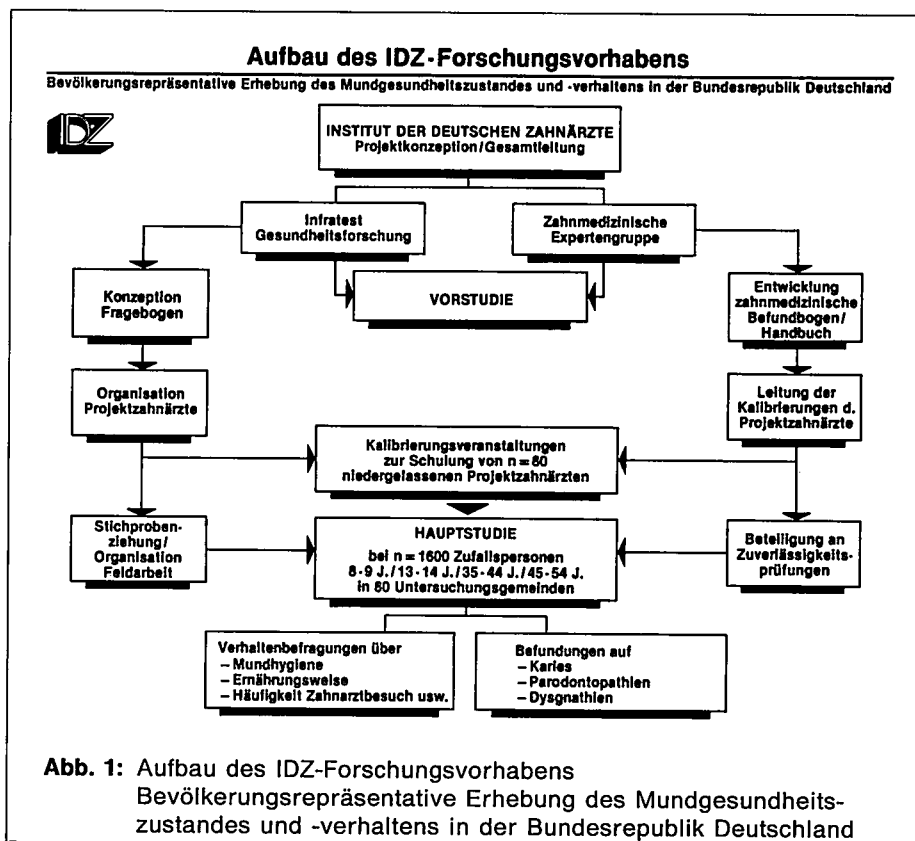 Aufbau des IDZ-Forschungsvorhabens
Bevölkerungsrepräsentative Erhebung des Mundgesundheitszustandes und -verhaltens in der Bundesrepublik Deutschland
IDZ
INSTITUT DER DEUTSCHEN ZAHNÄRZTE
Projektkonzeption/Gesamtleitung
Infratest
Gesundheitsforschung
Zahnmedizinische
Expertengruppe
Konzeption
Fragebogen
VORSTUDIE
Entwicklung
zahnmedizinische
Befundbogen/
Handbuch
Organisation
Projektzahnärzte
Leitung der
Kalibrierungen d.
Projektzahnärzte
Kalibrierungsveranstaltungen
zur Schulung von n=60
niedergelassenen Projektzahnärzten
Stichproben-
ziehung/
Organisation
Feldarbeit
HAUPTSTUDIE
bei n=1600 Zufallspersonen
8-9 J./13-14 J./35-44 J./45-54 J.
in 60 Untersuchungsgemeinden
Beteiligung an
Zuverlässigkeits-
prüfungen
Verhaltenbefragungen über
– Mundhygiene
– Ernährungsweise
– Häufigkeit Zahnarztbesuch usw.
Befundungen auf
– Karies
– Parodontopathien
– Dysgnathien
Abb. 1: Aufbau des IDZ-Forschungsvorhabens
Bevölkerungsrepräsentative Erhebung des Mundgesundheits-
zustandes und -verhaltens in der Bundesrepublik Deutschland